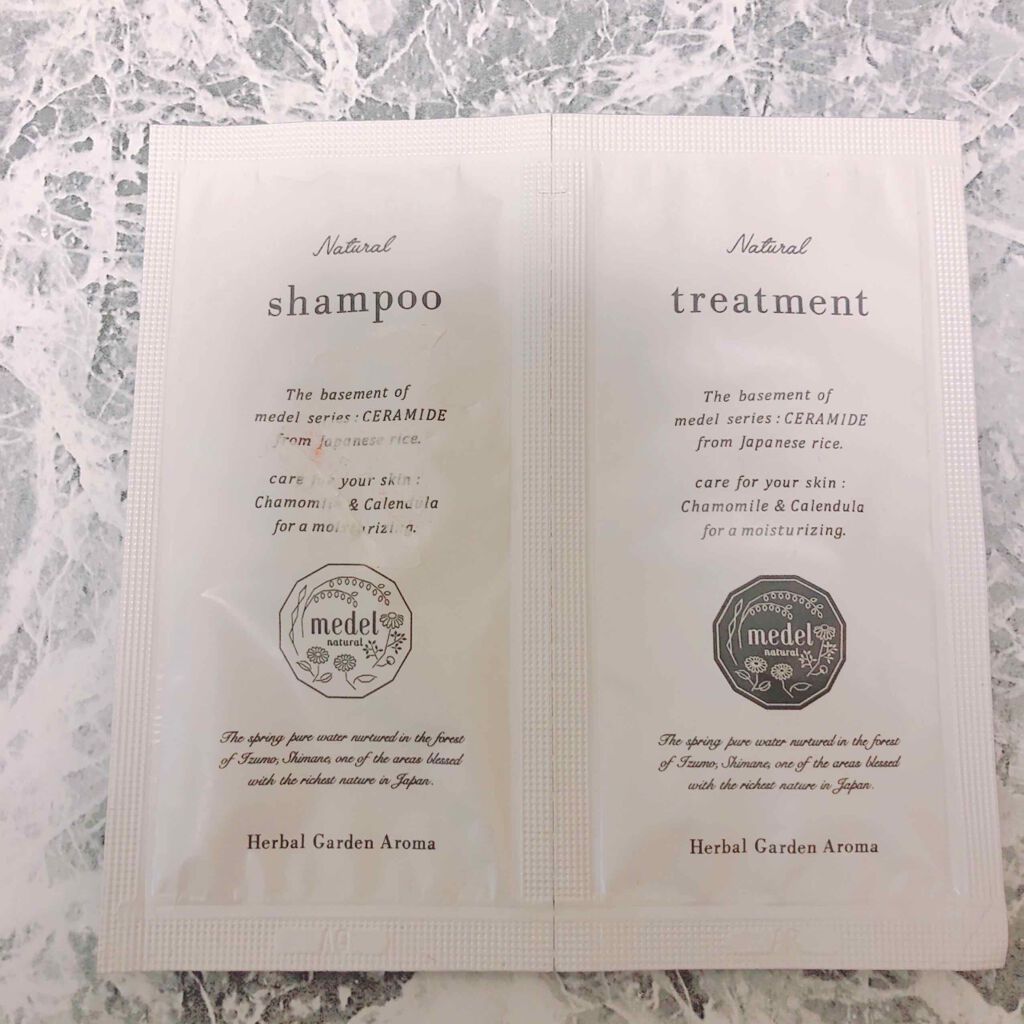 Natural
shampoo
The basement of
medel series : CERAMIDE
from Japanese rice.
care for your skin :
Chamomile & Calendula
for a moisturizing.
medel
natural
The spring pure water nurtured in the forest
of Izumo, Shimane, one of the areas blessed
with the richest nature in Japan.
Herbal Garden Aroma
Natural
treatment
The basement of
medel series : CERAMIDE
from Japanese rice.
care for your skin :
Chamomile & Calendula
for a moisturizing.
medel
natural
The spring pure water nurtured in the forest
of Izumo, Shimane, one of the areas blessed
with the richest nature in Japan.
Herbal Garden Aroma